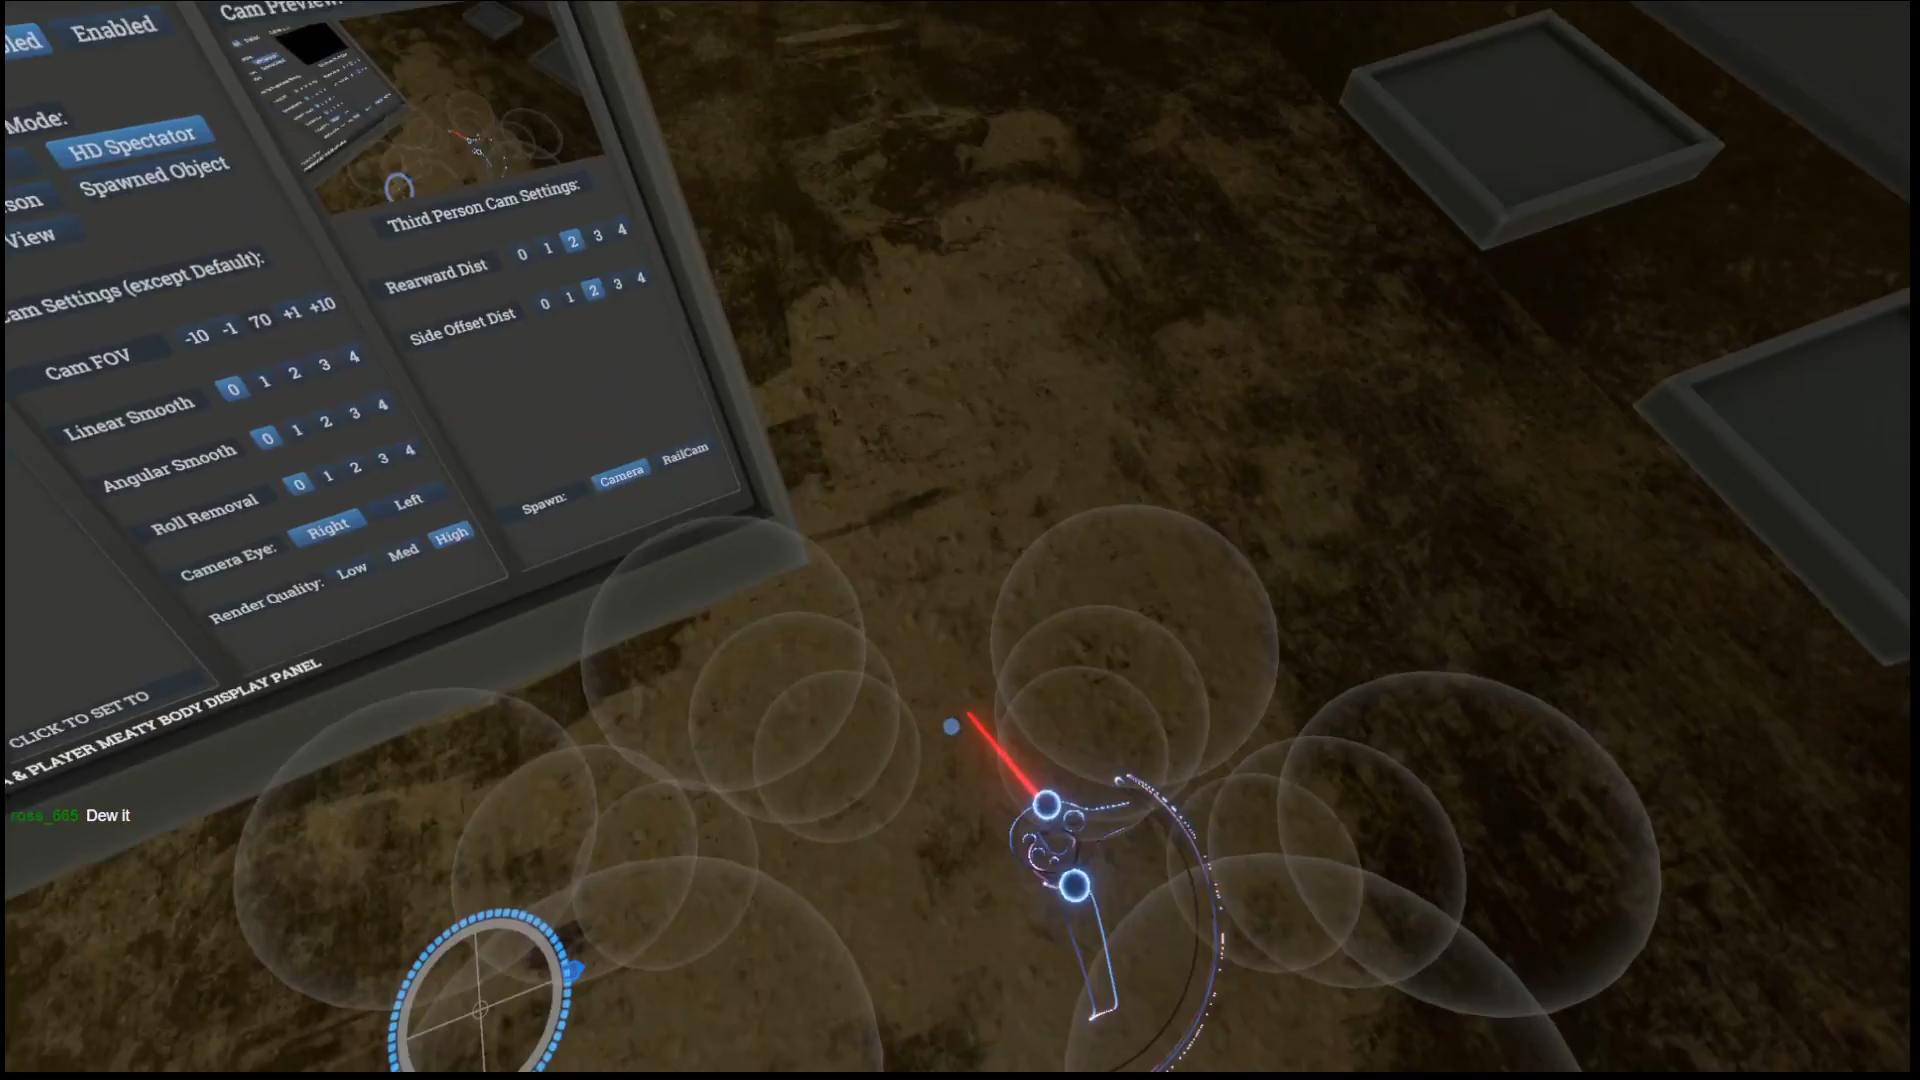 Enabled
Cam Preview:
Mode:
HD Spectator
Spawned Object
View
Cam Settings (except Default):
Cam FOV -10 -1 70 +1 +10
Linear Smooth 0 1 2 3 4
Angular Smooth 0 1 2 3 4
Roll Removal 0 1 2 3 4
Camera Eye: Right Left
Render Quality: Low Med High
Third Person Cam Settings:
Rearward Dist 0 1 2 3 4
Side Offset Dist 0 1 2 3 4
Spawn: Camera RailCam
CLICK TO SET TO
& PLAYER MEATY BODY DISPLAY PANEL
ross_665 Dew it